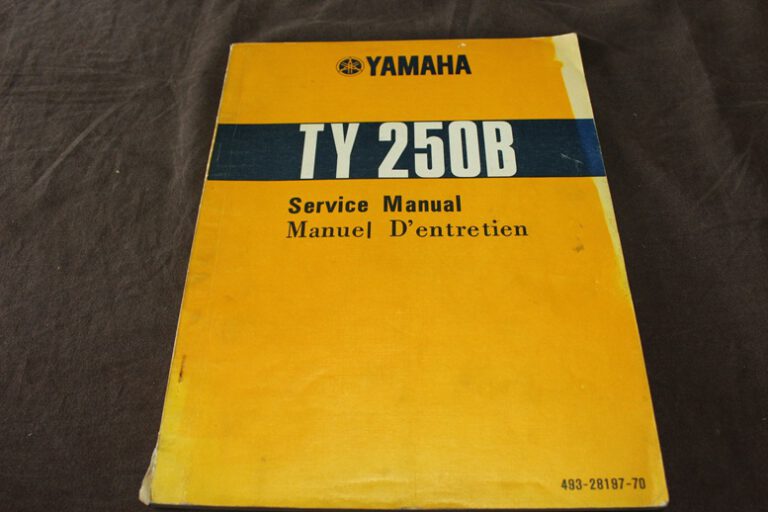 YAMAHA
TY 250B
Service Manual
Manuel D'entretien
493-28197-70